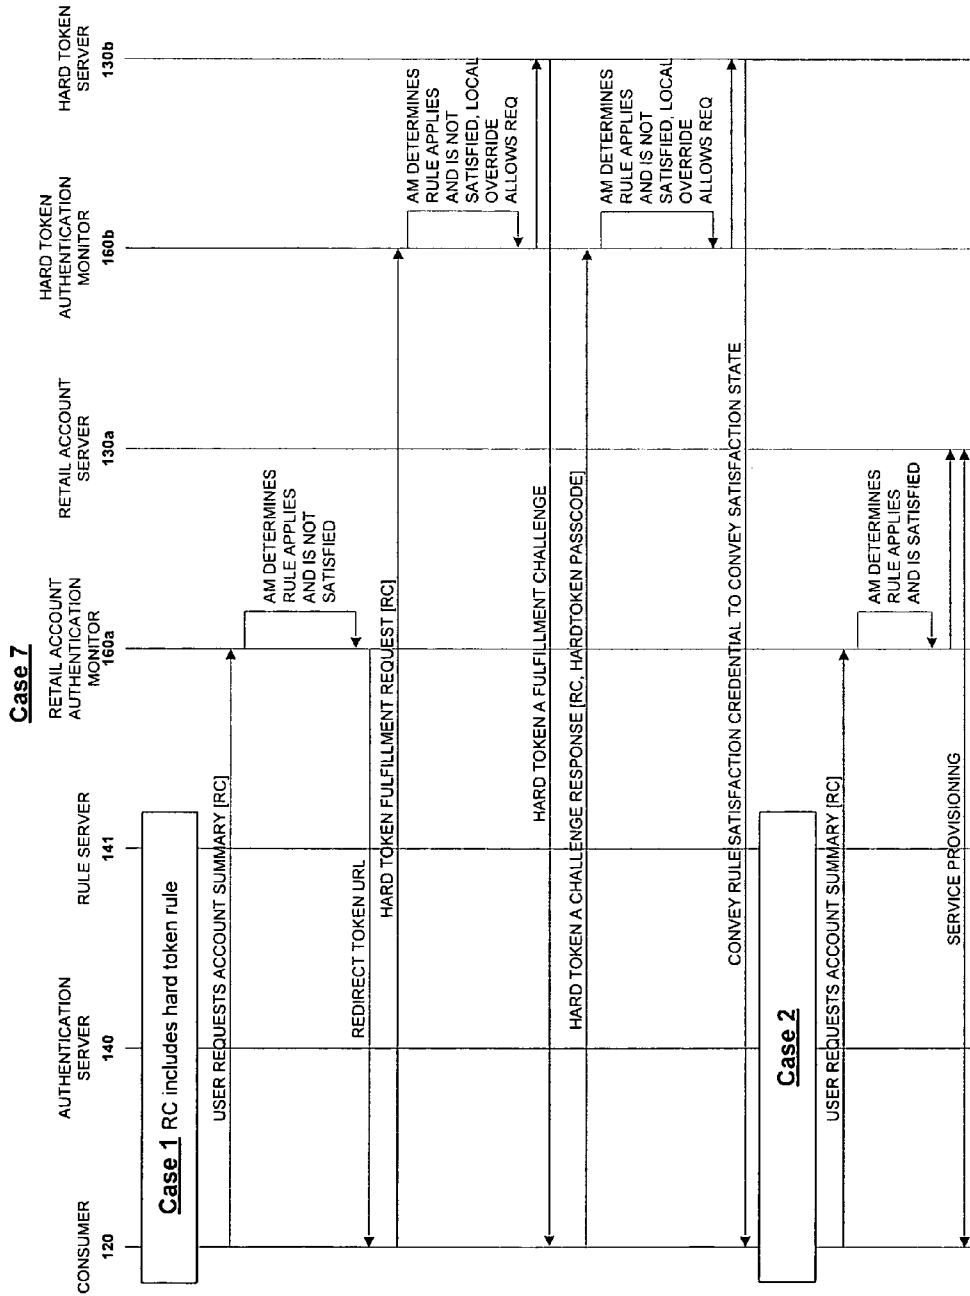 Case 7
CONSUMER
120
AUTHENTICATION
SERVER
140
RULE SERVER
141
RETAIL ACCOUNT
AUTHENTICATION
MONITOR
160a
RETAIL ACCOUNT
SERVER
130a
HARD TOKEN
AUTHENTICATION
MONITOR
160b
HARD TOKEN
SERVER
130b
Case 1 RC includes hard token rule
USER REQUESTS ACCOUNT SUMMARY [RC]
AM DETERMINES
RULE APPLIES
AND IS NOT
SATISFIED
REDIRECT TOKEN URL
HARD TOKEN FULFILLMENT REQUEST [RC]
AM DETERMINES
RULE APPLIES
AND IS NOT
SATISFIED, LOCAL
OVERRIDE
ALLOWS REQ
HARD TOKEN A FULFILLMENT CHALLENGE
HARD TOKEN A CHALLENGE RESPONSE [RC, HARDTOKEN PASSCODE]
AM DETERMINES
RULE APPLIES
AND IS NOT
SATISFIED, LOCAL
OVERRIDE
ALLOWS REQ
CONVEY RULE SATISFACTION CREDENTIAL TO CONVEY SATISFACTION STATE
Case 2
USER REQUESTS ACCOUNT SUMMARY [RC]
AM DETERMINES
RULE APPLIES
AND IS SATISFIED
SERVICE PROVISIONING